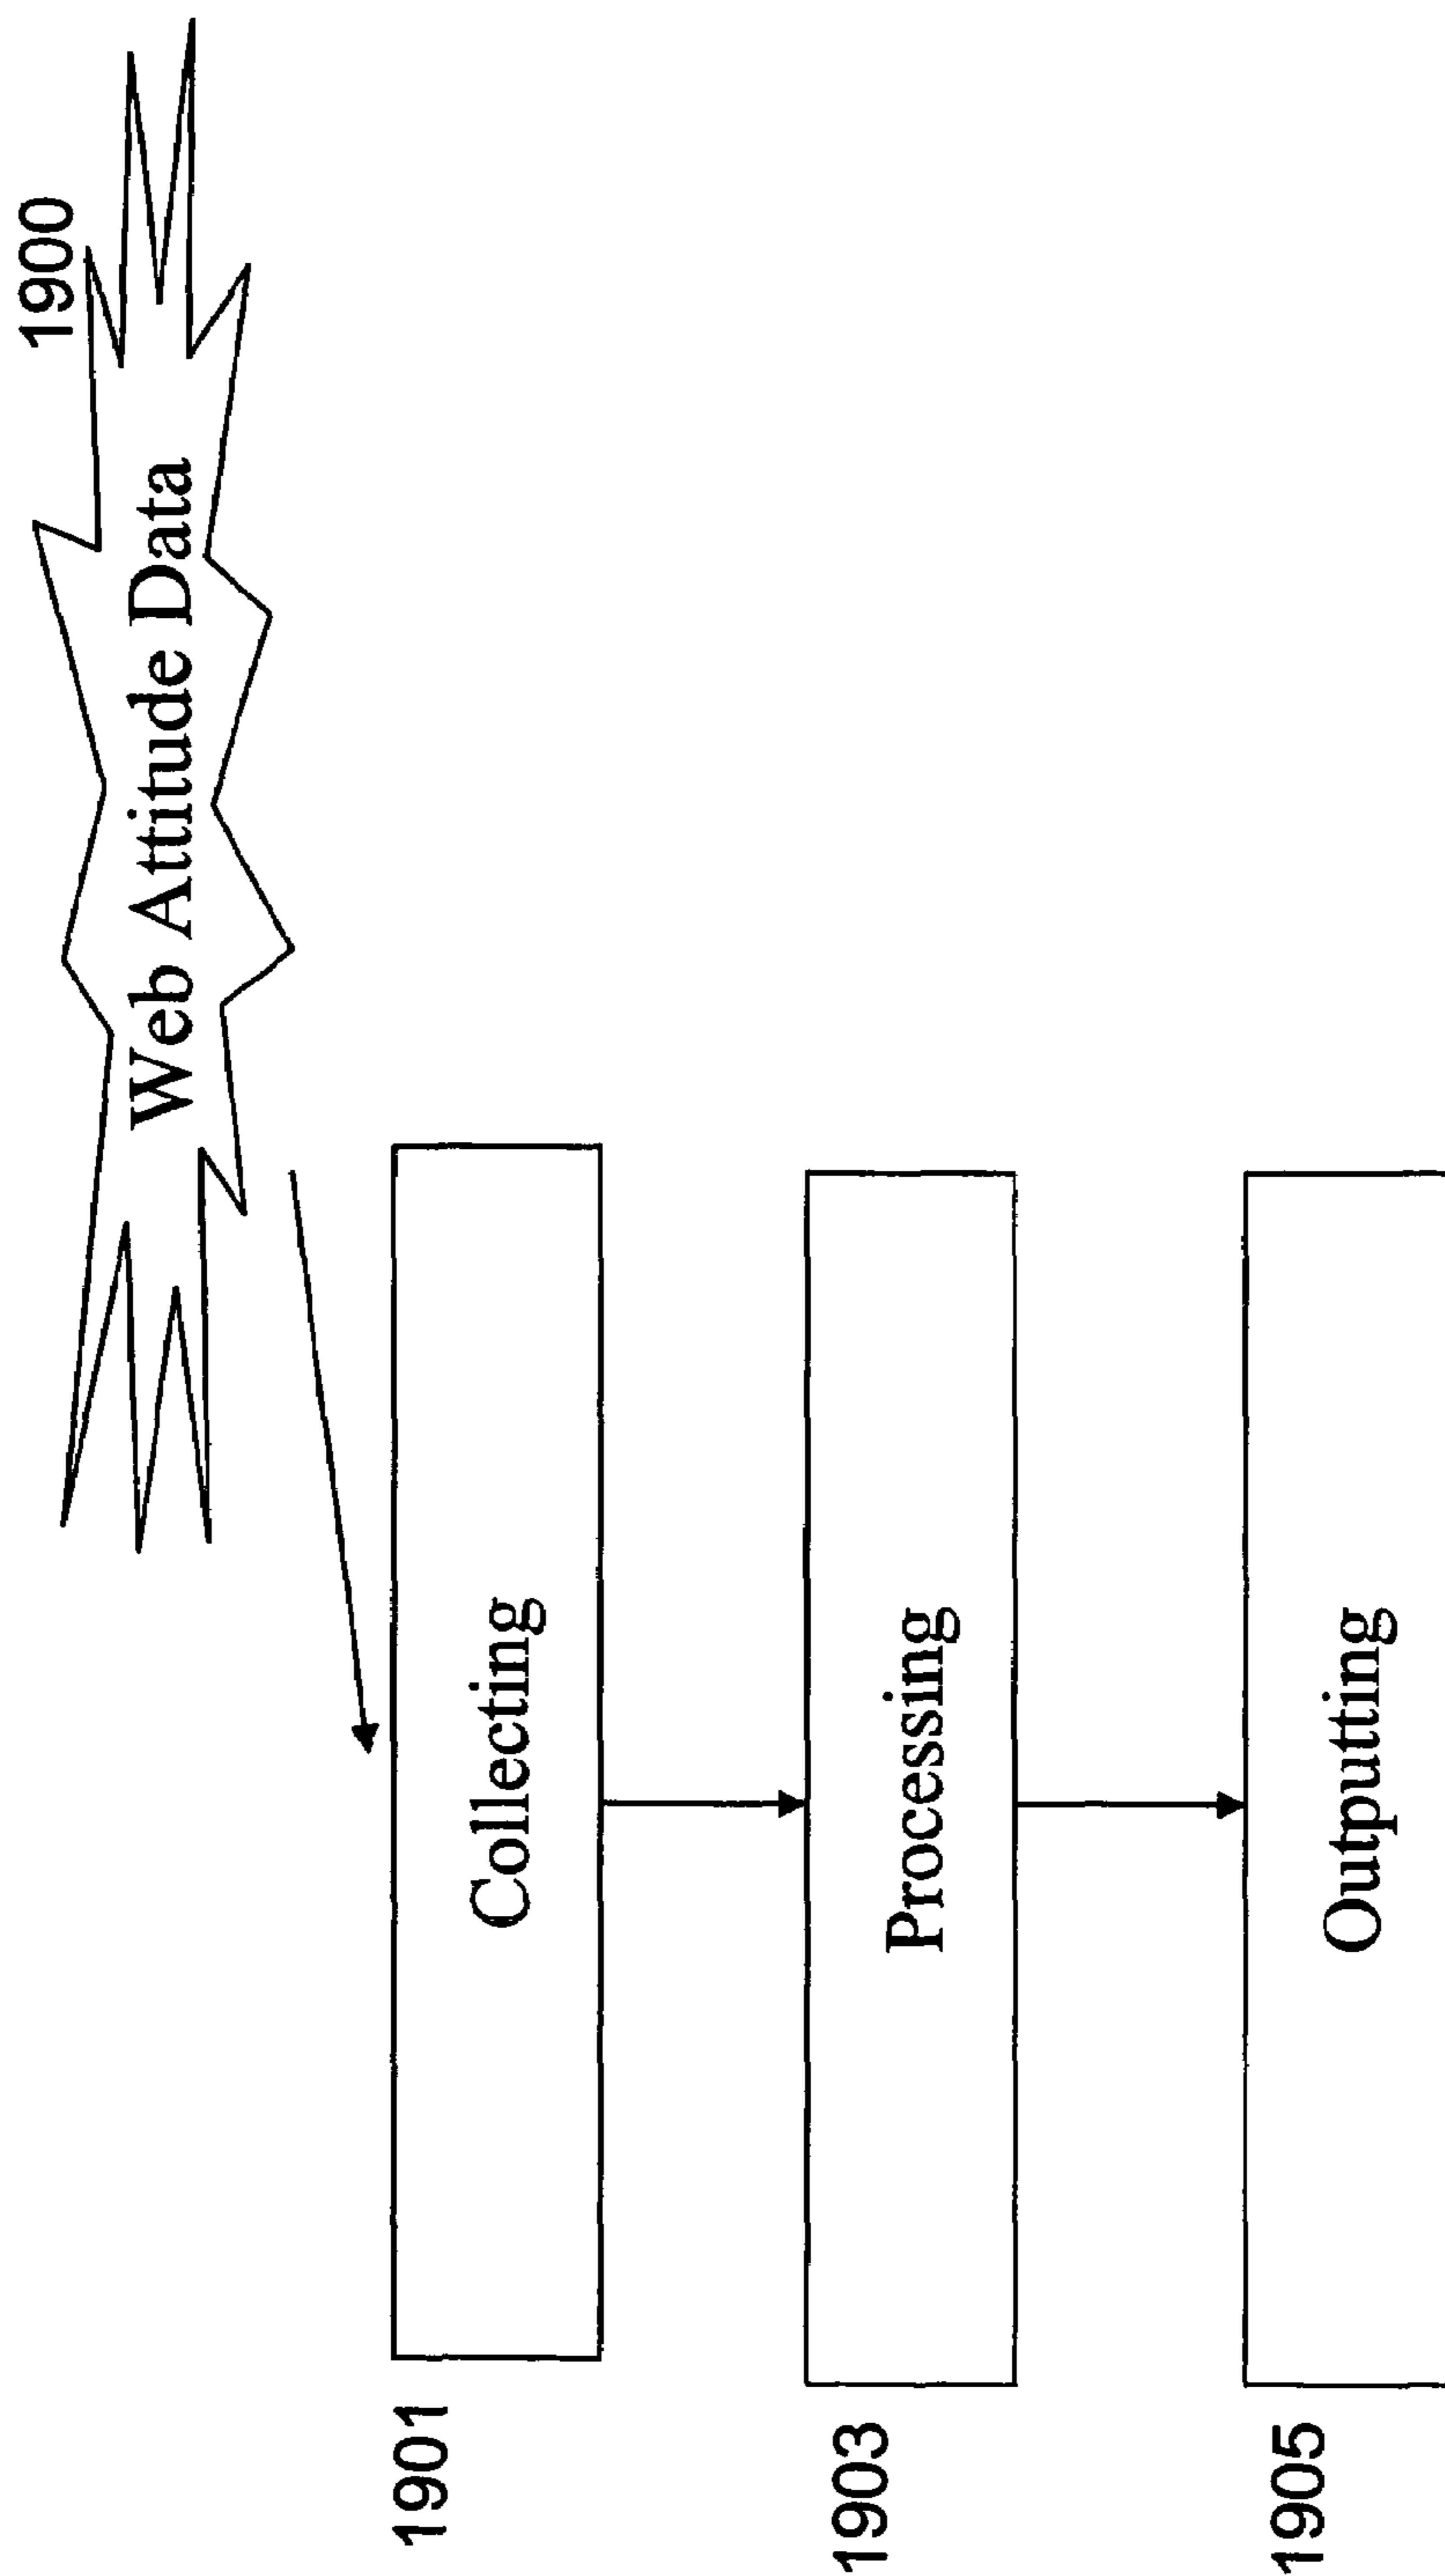 1900
Web Attitude Data
1901
Collecting
1903
Processing
1905
Outputting